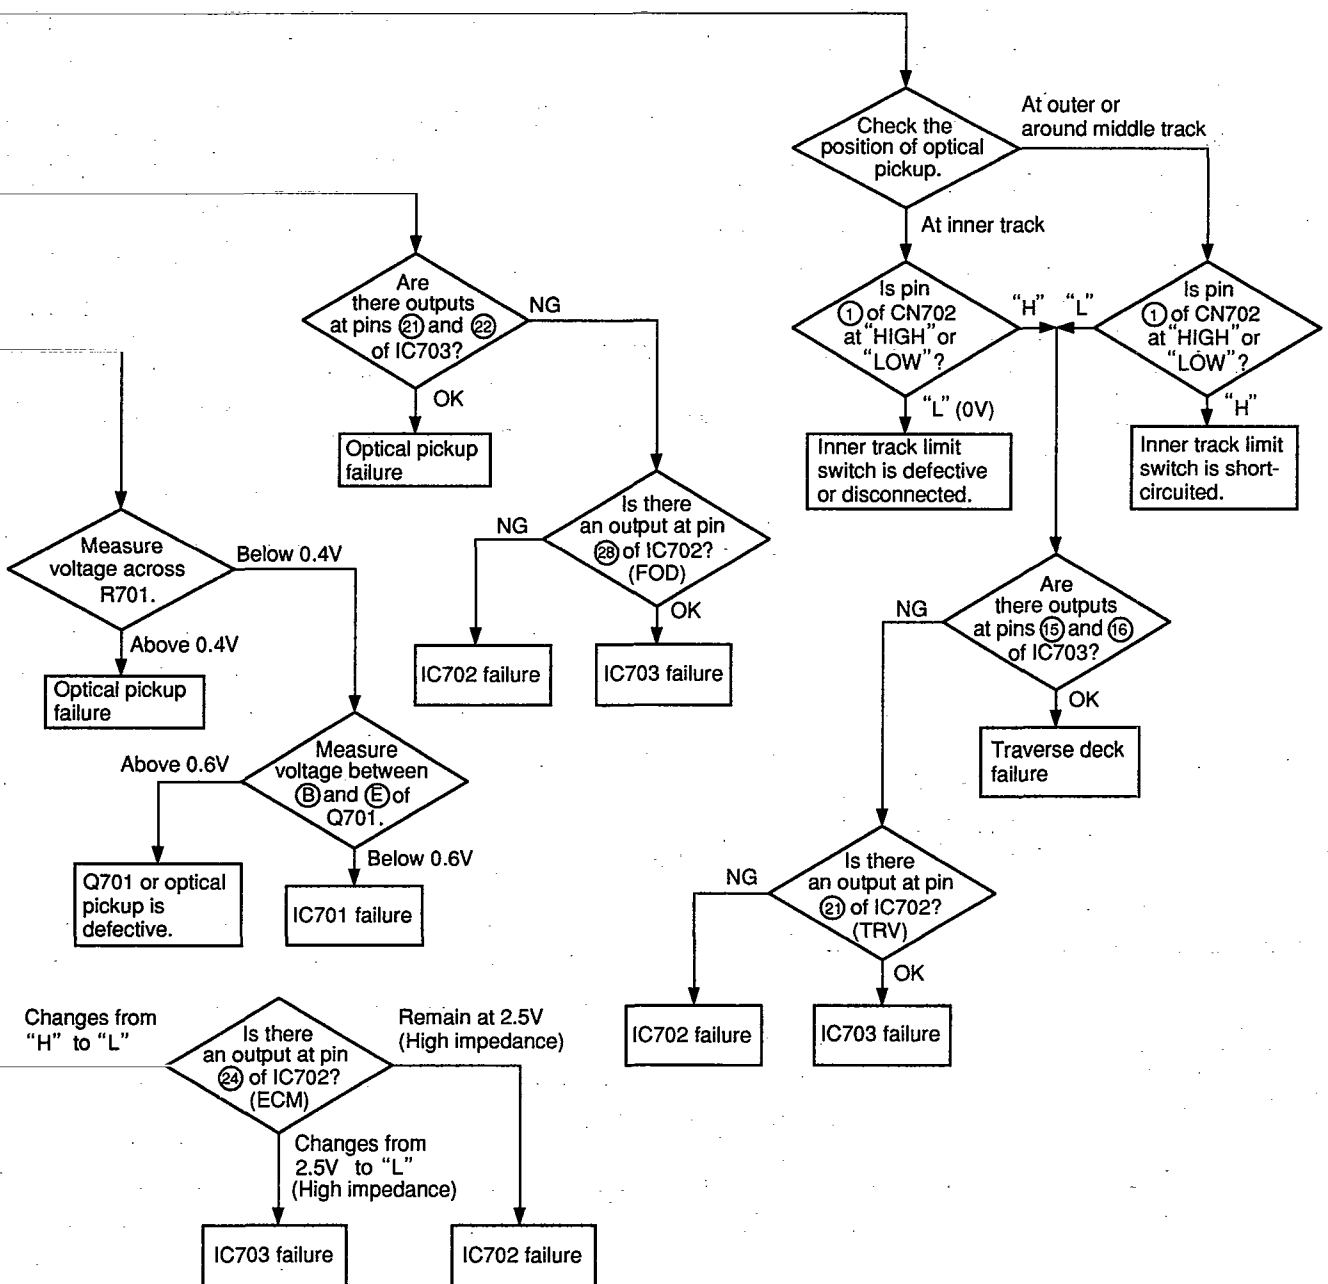 Check the
position of optical
pickup.
At outer or
around middle track
At inner track
Are
there outputs
at pins ㉑ and ㉒
of IC703?
NG
OK
Optical pickup
failure
Is pin
① of CN702
at "HIGH" or
"LOW" ?
"H"
"L"
Is pin
① of CN702
at "HIGH" or
"LOW" ?
"L" (0V)
"H"
Inner track limit
switch is defective
or disconnected.
Inner track limit
switch is short-
circuited.
Is there
an output at pin
㉘ of IC702?
(FOD)
NG
OK
IC702 failure
IC703 failure
Measure
voltage across
R701.
Below 0.4V
Above 0.4V
Optical pickup
failure
Are
there outputs
at pins ⑮ and ⑯
of IC703?
NG
OK
Traverse deck
failure
Measure
voltage between
Ⓑ and Ⓔ of
Q701.
Above 0.6V
Below 0.6V
Q701 or optical
pickup is
defective.
IC701 failure
Is there
an output at pin
㉑ of IC702?
(TRV)
NG
OK
IC702 failure
IC703 failure
Changes from
"H" to "L"
Is there
an output at pin
㉔ of IC702?
(ECM)
Remain at 2.5V
(High impedance)
Changes from
2.5V to "L"
(High impedance)
IC703 failure
IC702 failure